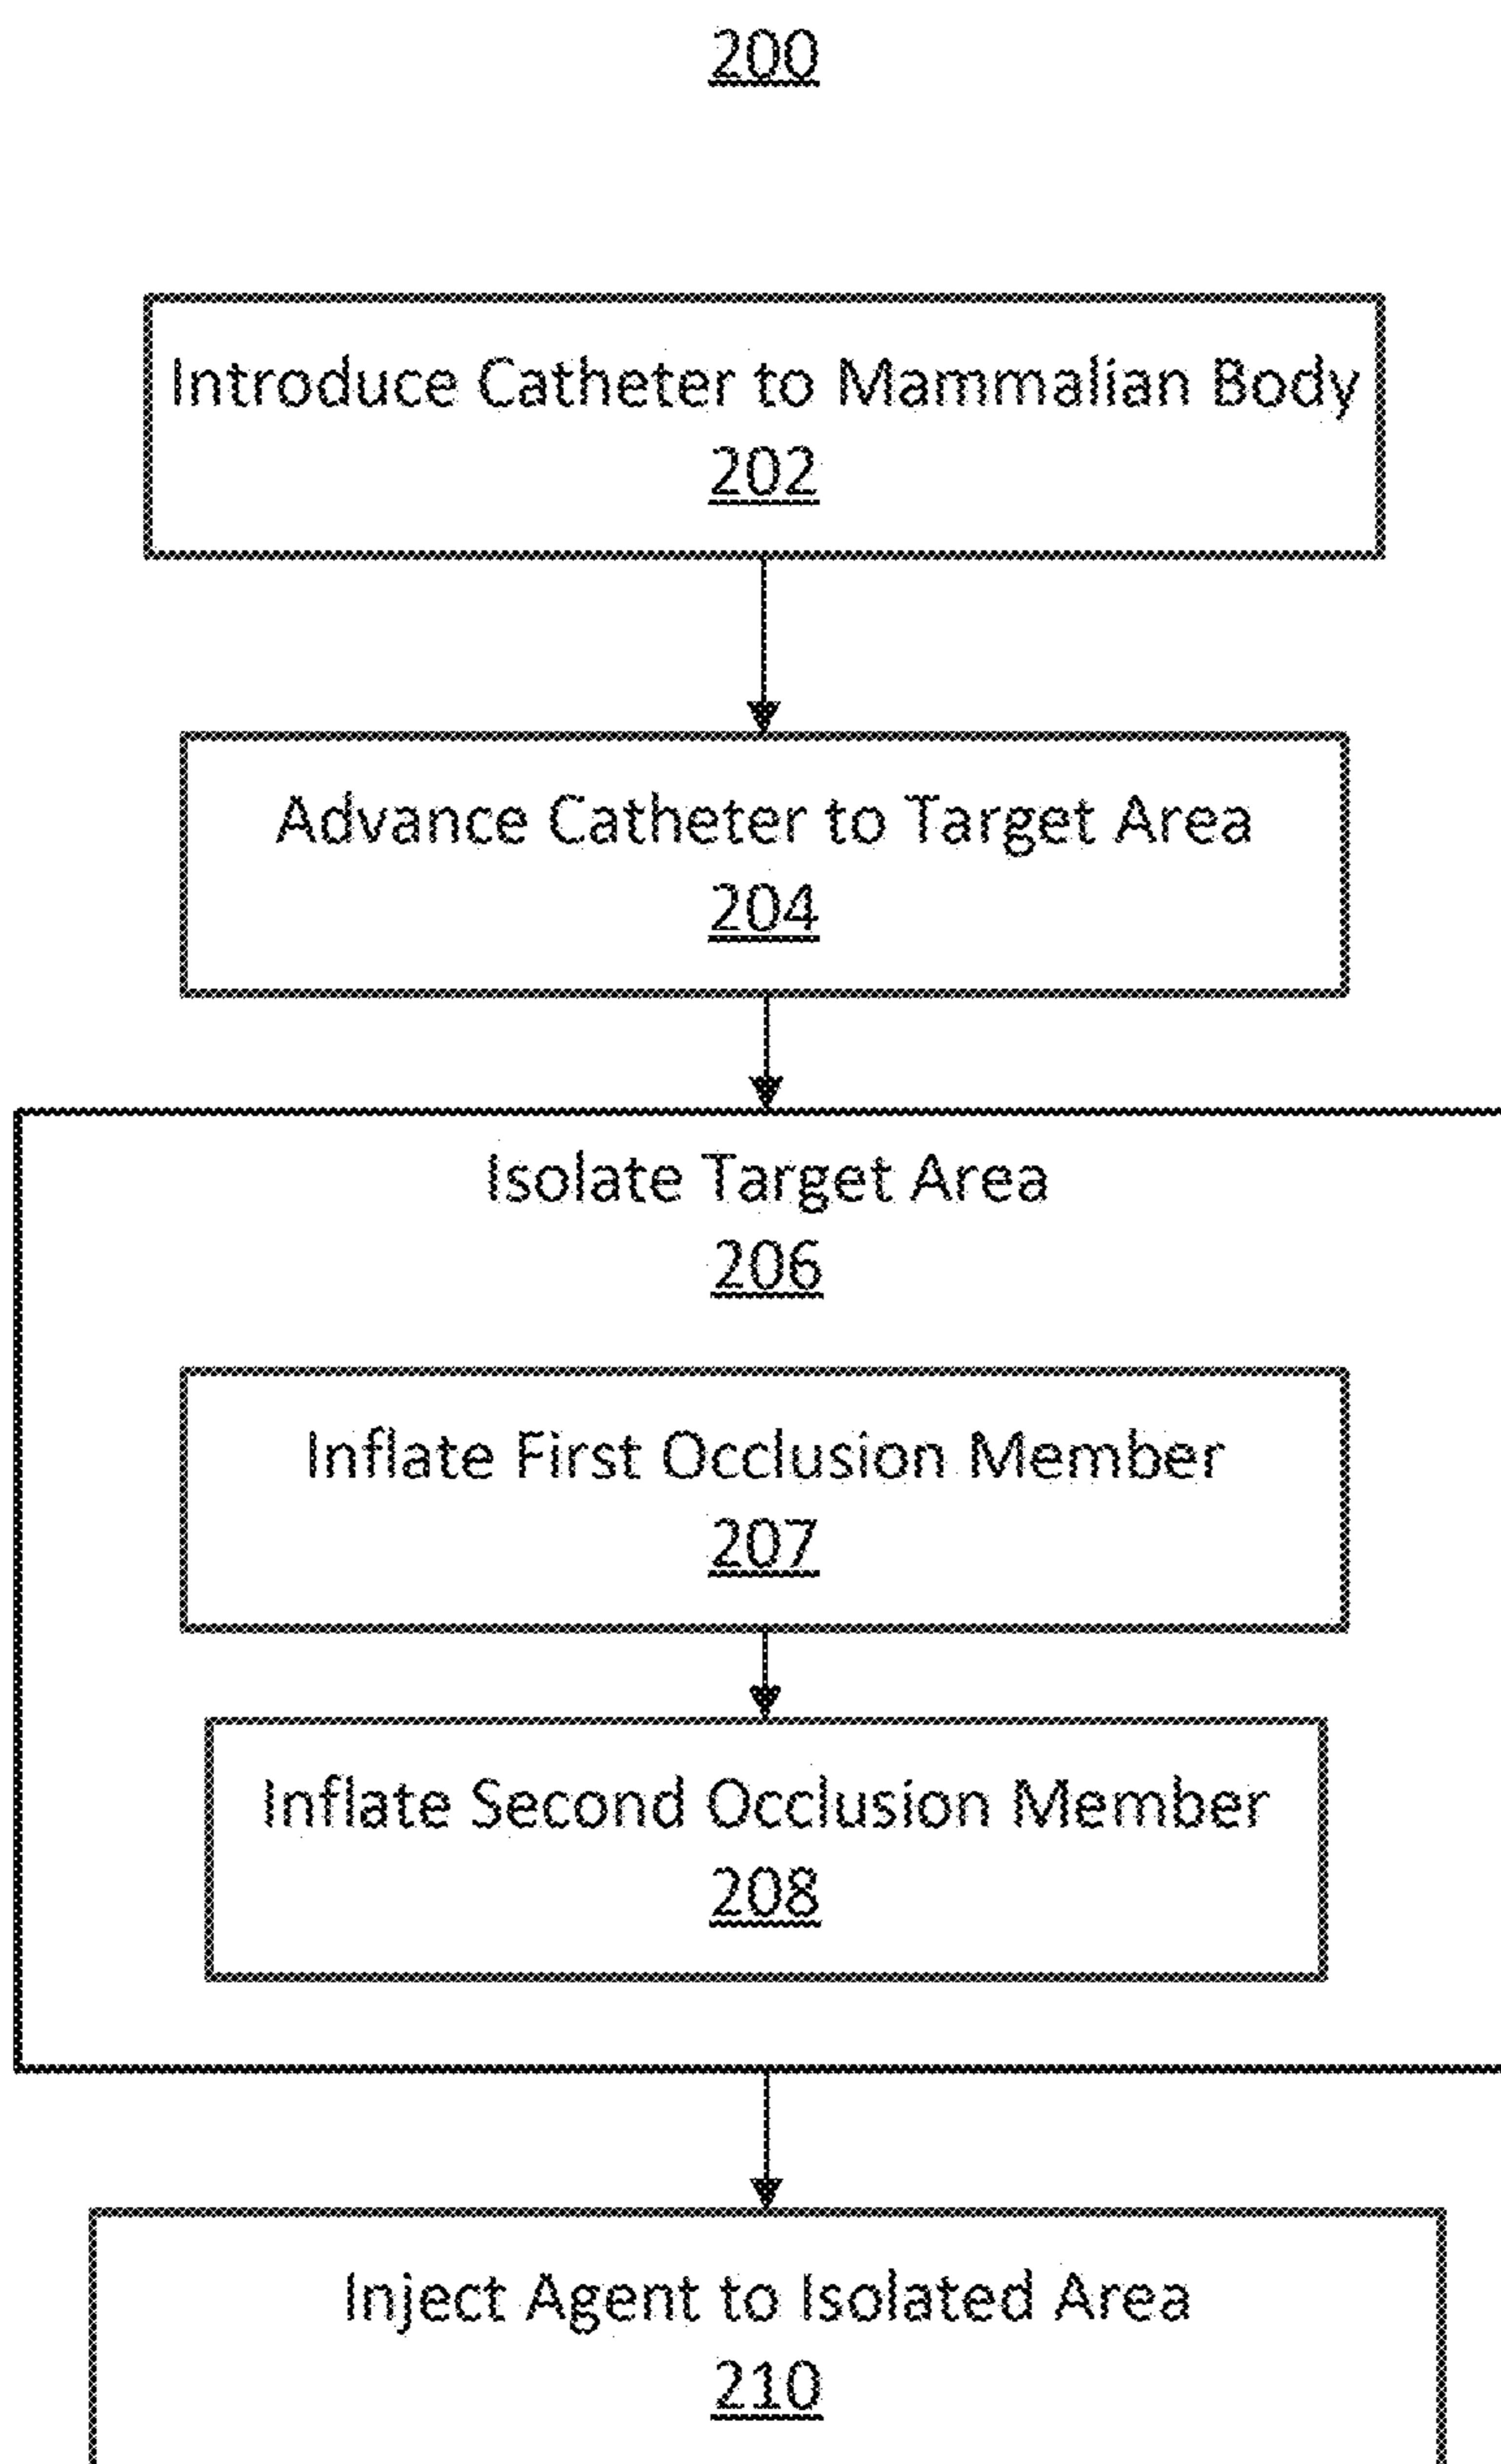 200
Introduce Catheter to Mammalian Body
202
Advance Catheter to Target Area
204
Isolate Target Area
206
Inflate First Occlusion Member
207
Inflate Second Occlusion Member
208
Inject Agent to Isolated Area
210